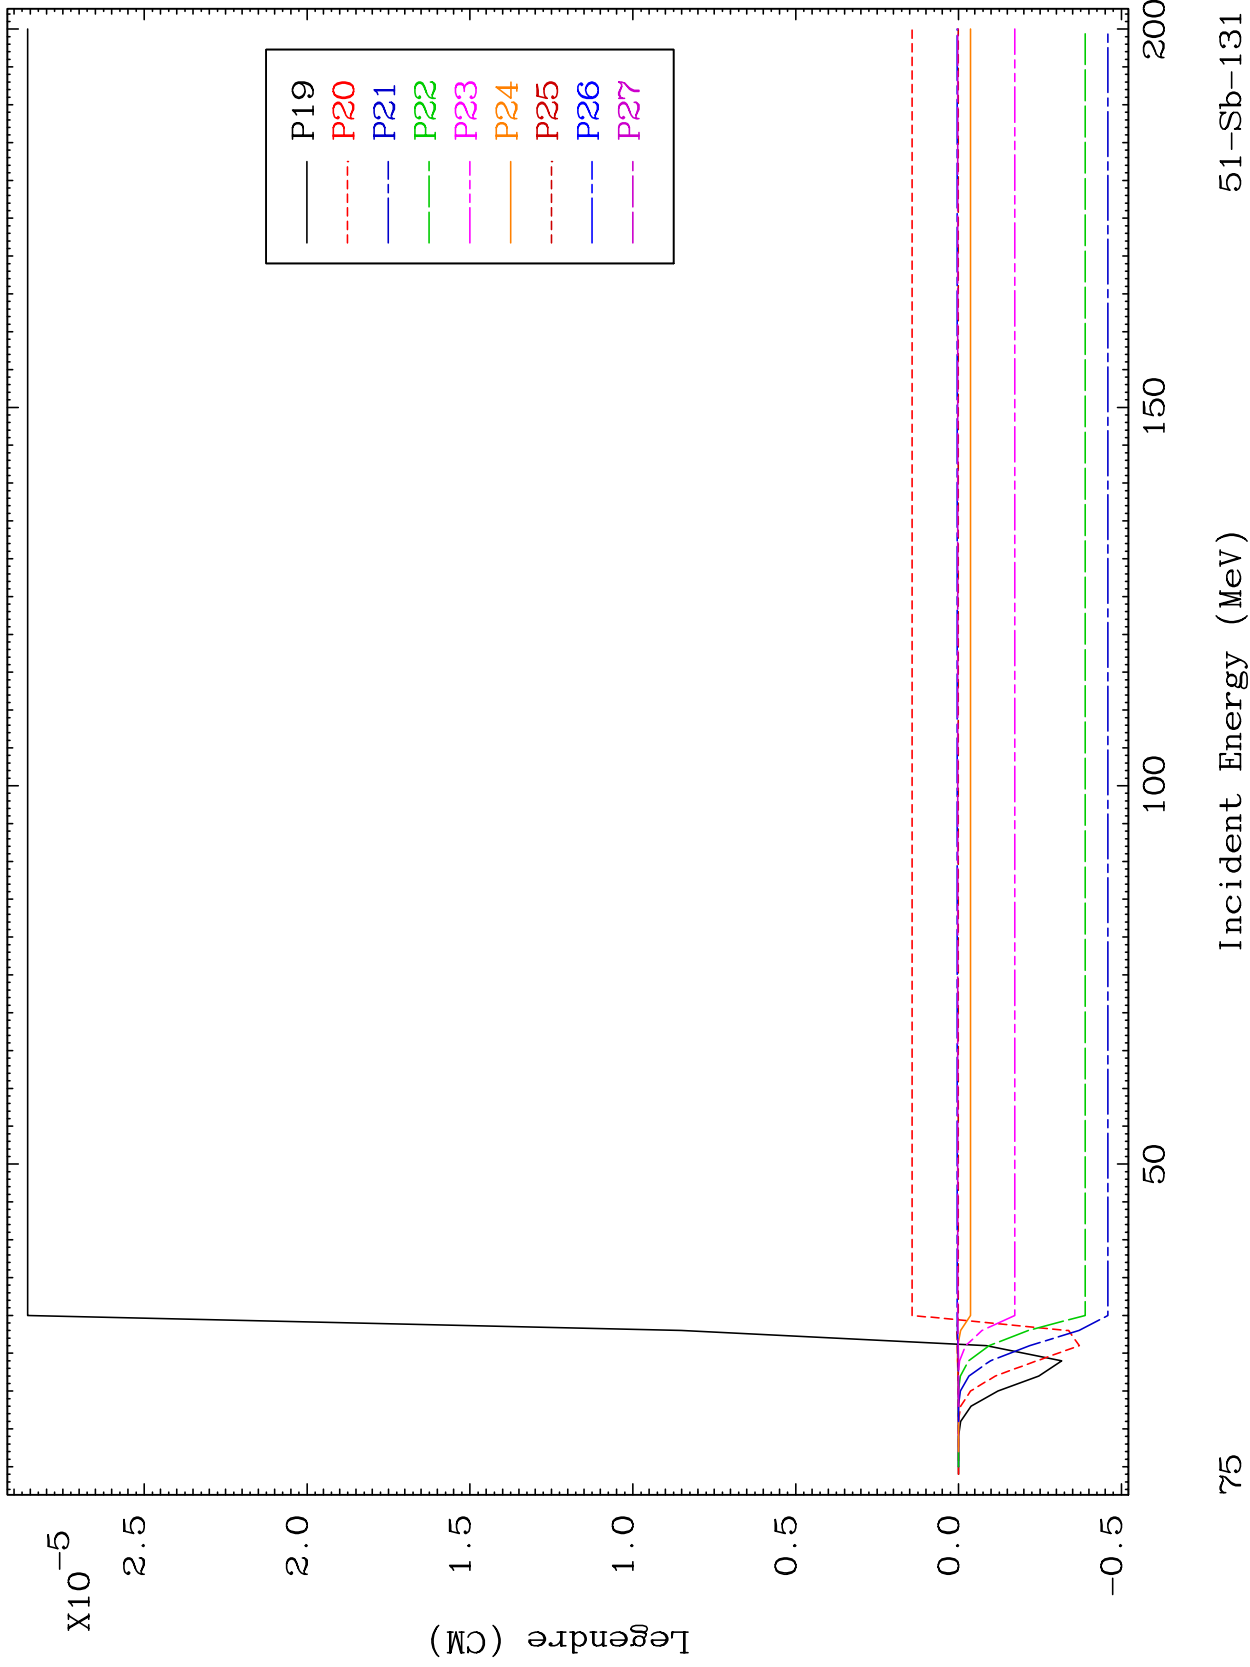 X10⁻⁵
Legendre (CM)
2.5
2.0
1.5
1.0
0.5
0.0
−0.5
P19
P20
P21
P22
P23
P24
P25
P26
P27
50
100
150
200
Incident Energy (MeV)
75
51−Sb−131